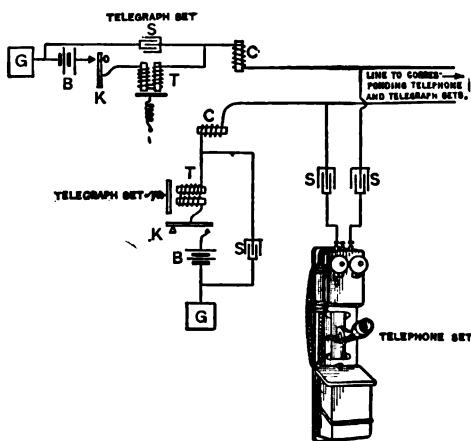 TELEGRAPH SET
S
C
G
B
K
T
LINE TO CORRES-
PONDING TELEPHONE
AND TELEGRAPH SETS.
C
T
S
S
TELEGRAPH SET
K
S
B
G
TELEPHONE SET